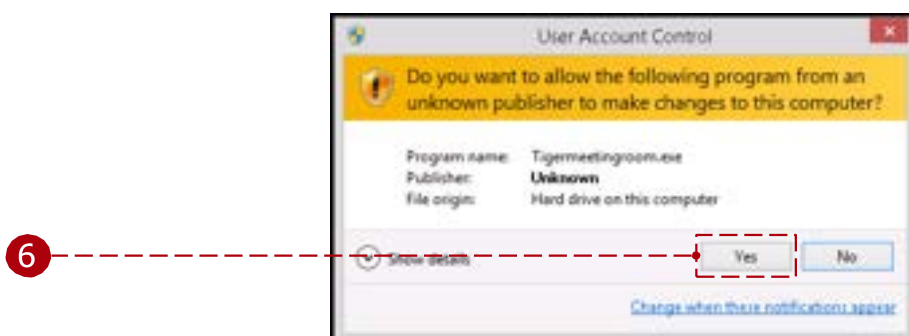 User Account Control
Do you want to allow the following program from an
unknown publisher to make changes to this computer?
Program name: Tigermeetingroom.exe
Publisher: Unknown
File origin: Hard drive on this computer
6
Show details
Yes
No
Change when these notifications appear